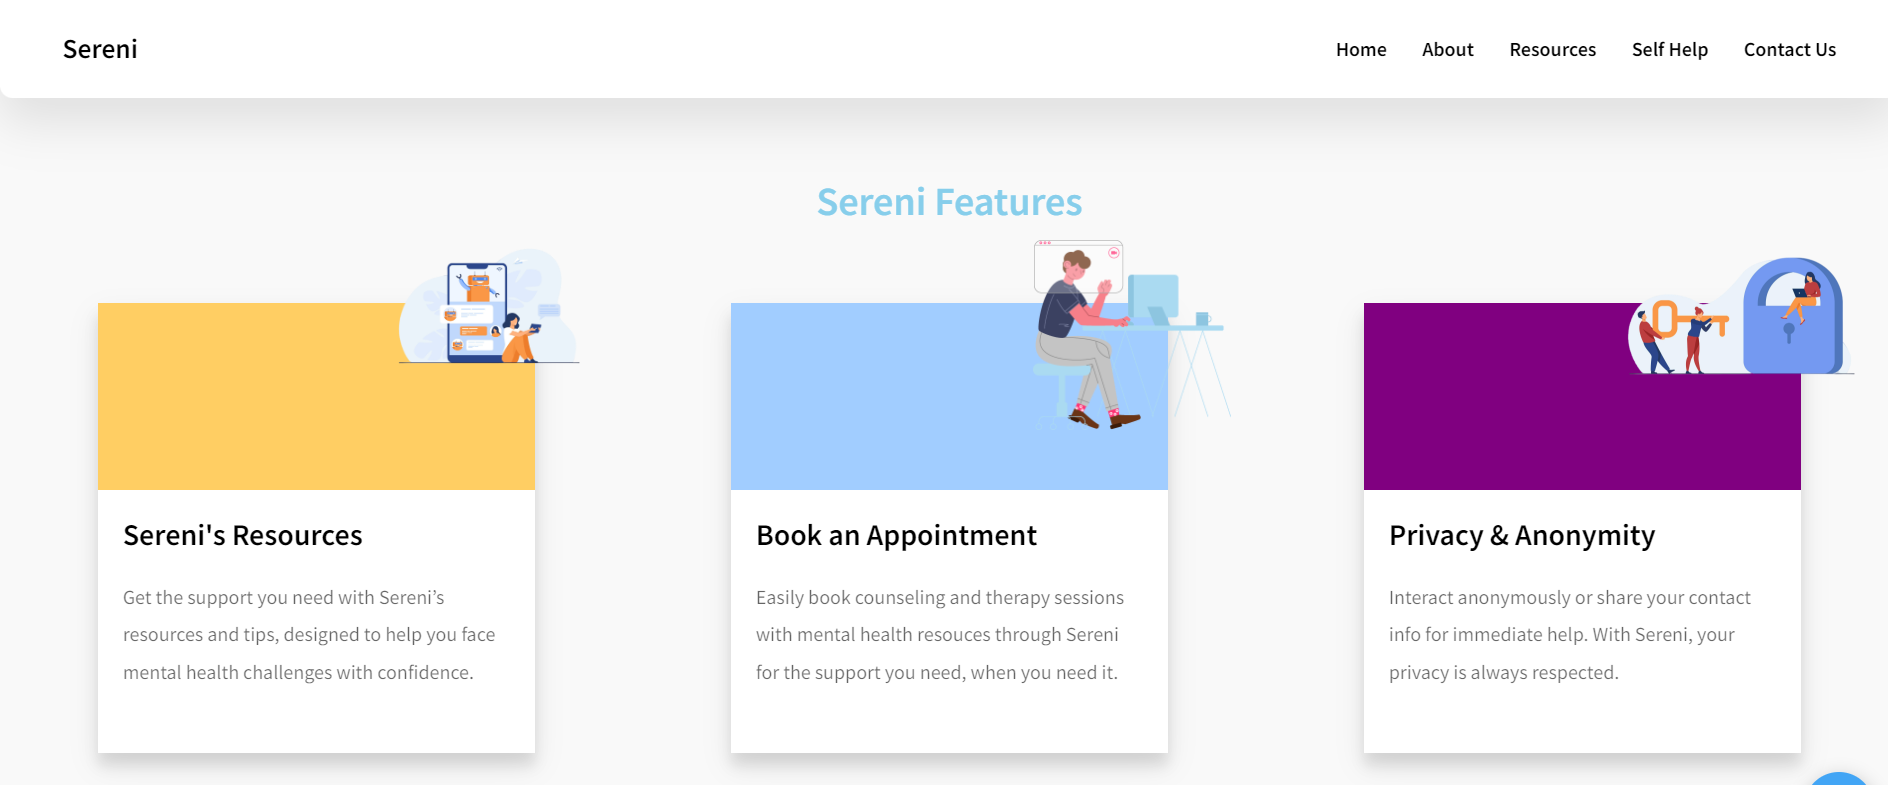 Sereni
Home About Resources Self Help Contact Us
Sereni Features
Sereni's Resources
Get the support you need with Sereni’s
resources and tips, designed to help you face
mental health challenges with confidence.
Book an Appointment
Easily book counseling and therapy sessions
with mental health resouces through Sereni
for the support you need, when you need it.
Privacy & Anonymity
Interact anonymously or share your contact
info for immediate help. With Sereni, your
privacy is always respected.